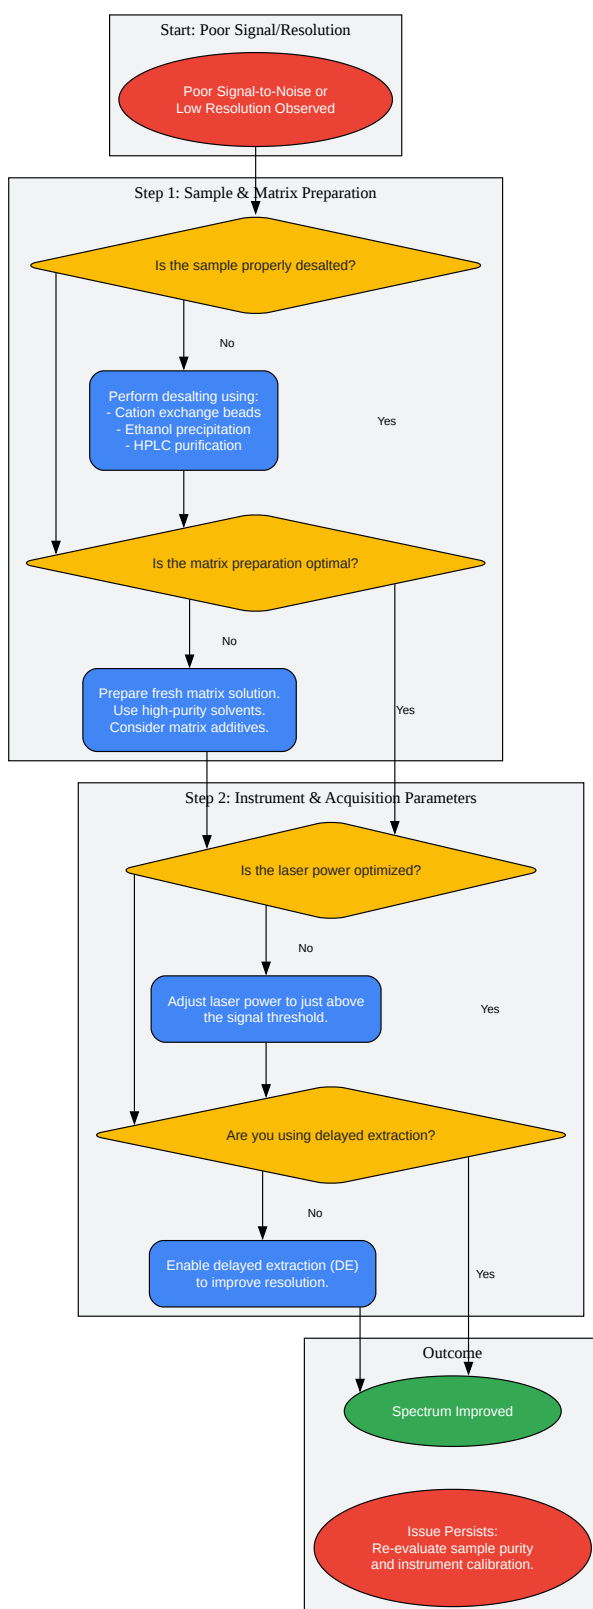 Start: Poor Signal/Resolution
Poor Signal-to-Noise or
Low Resolution Observed
Step 1: Sample & Matrix Preparation
Is the sample properly desalted?
No
Perform desalting using:
- Cation exchange beads
- Ethanol precipitation
- HPLC purification
Yes
Is the matrix preparation optimal?
No
Prepare fresh matrix solution.
Use high-purity solvents.
Consider matrix additives.
Yes
Step 2: Instrument & Acquisition Parameters
Is the laser power optimized?
No
Adjust laser power to just above
the signal threshold.
Yes
Are you using delayed extraction?
No
Enable delayed extraction (DE)
to improve resolution.
Yes
Outcome
Spectrum Improved
Issue Persists:
Re-evaluate sample purity
and instrument calibration.